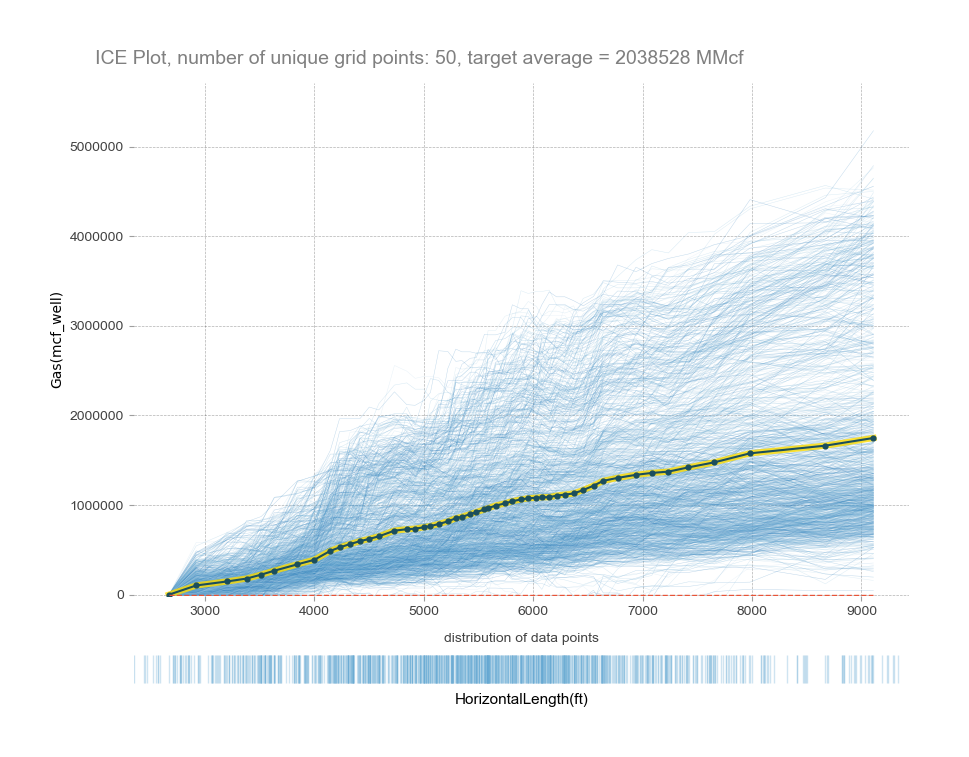 ICE Plot, number of unique grid points: 50, target average = 2038528 MMcf
5000000
4000000
3000000
2000000
1000000
0
Gas(mcf_well)
3000 4000 5000 6000 7000 8000 9000
distribution of data points
HorizontalLength(ft)